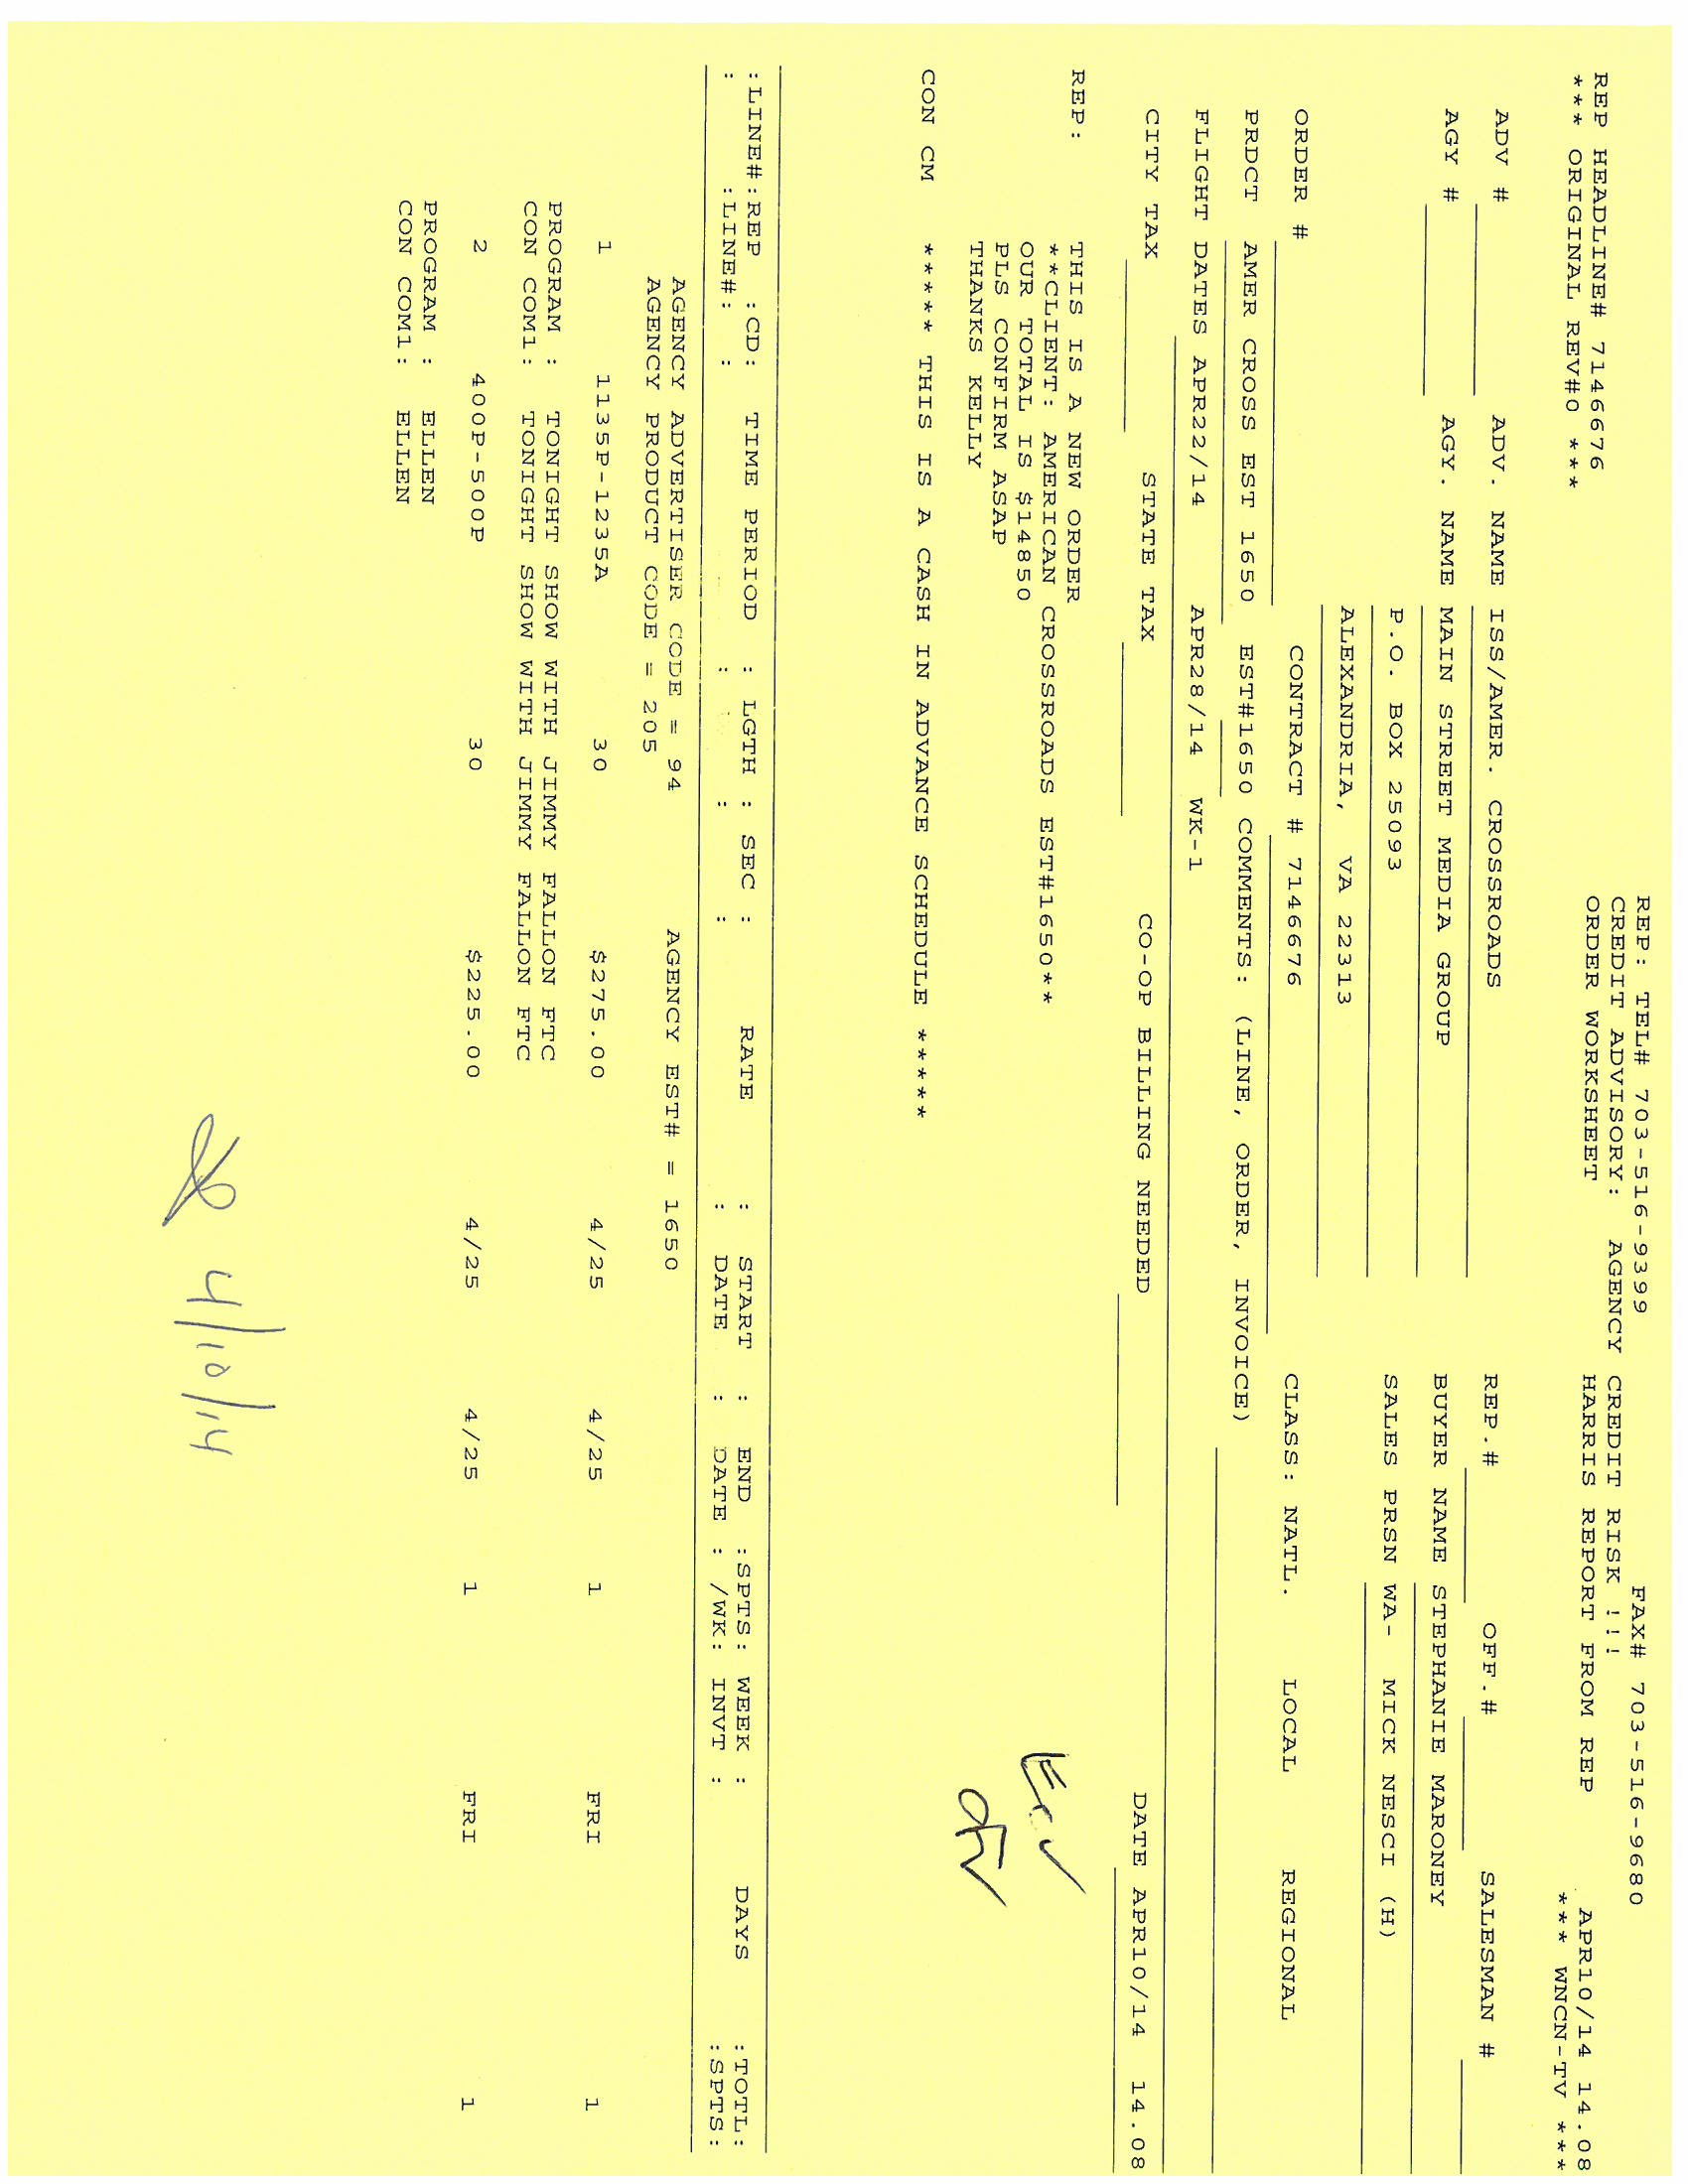 REP: TEL# 703-516-9399 FAX# 703-516-9680
CREDIT ADVISORY: AGENCY CREDIT RISK !!!
REP HEADLINE# 7146676 ORDER WORKSHEET HARRIS REPORT FROM REP APR10/14 14.08
*** ORIGINAL REV#0 *** *** WNCN-TV ***
ADV # ADV. NAME ISS/AMER. CROSSROADS REP.# OFF.# SALESMAN #
AGY # AGY. NAME MAIN STREET MEDIA GROUP BUYER NAME STEPHANIE MARONEY
P.O. BOX 25093 SALES PRSN WA- MICK NESCI (H)
ALEXANDRIA, VA 22313
ORDER # CONTRACT # 7146676 CLASS: NATL. LOCAL REGIONAL
PRDCT AMER CROSS EST 1650 EST#1650 COMMENTS: (LINE, ORDER, INVOICE)
FLIGHT DATES APR22/14 APR28/14 WK-1
CITY TAX STATE TAX CO-OP BILLING NEEDED DATE APR10/14 14.08
REP: THIS IS A NEW ORDER
**CLIENT: AMERICAN CROSSROADS EST#1650**
OUR TOTAL IS $14850
PLS CONFIRM ASAP
THANKS KELLY
CON CM ***** THIS IS A CASH IN ADVANCE SCHEDULE *****
:LINE#:REP :CD: TIME PERIOD : LGTH : SEC : RATE : START : END :SPTS: WEEK : DAYS :TOTL:
: :LINE#: : : : : : DATE : DATE : /WK: INVT : :SPTS:
AGENCY ADVERTISER CODE = 94 AGENCY EST# = 1650
AGENCY PRODUCT CODE = 205
1 1135P-1235A 30 $275.00 4/25 4/25 1 FRI 1
PROGRAM : TONIGHT SHOW WITH JIMMY FALLON FTC
CON COM1: TONIGHT SHOW WITH JIMMY FALLON FTC
2 400P-500P 30 $225.00 4/25 4/25 1 FRI 1
PROGRAM : ELLEN
CON COM1: ELLEN
4/10/14